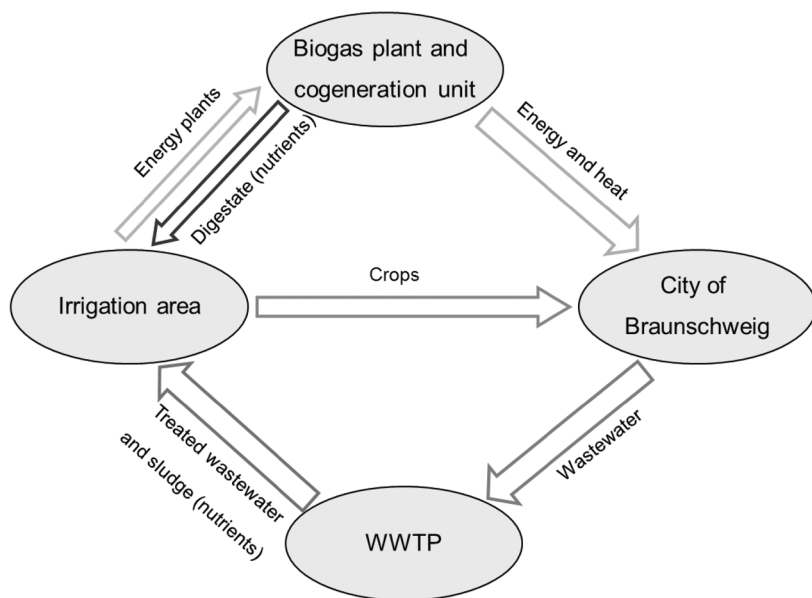 Biogas plant and
cogeneration unit
Energy plants
Digestate (nutrients)
Energy and heat
Irrigation area
Crops
City of
Braunschweig
Treated wastewater
and sludge (nutrients)
Wastewater
WWTP